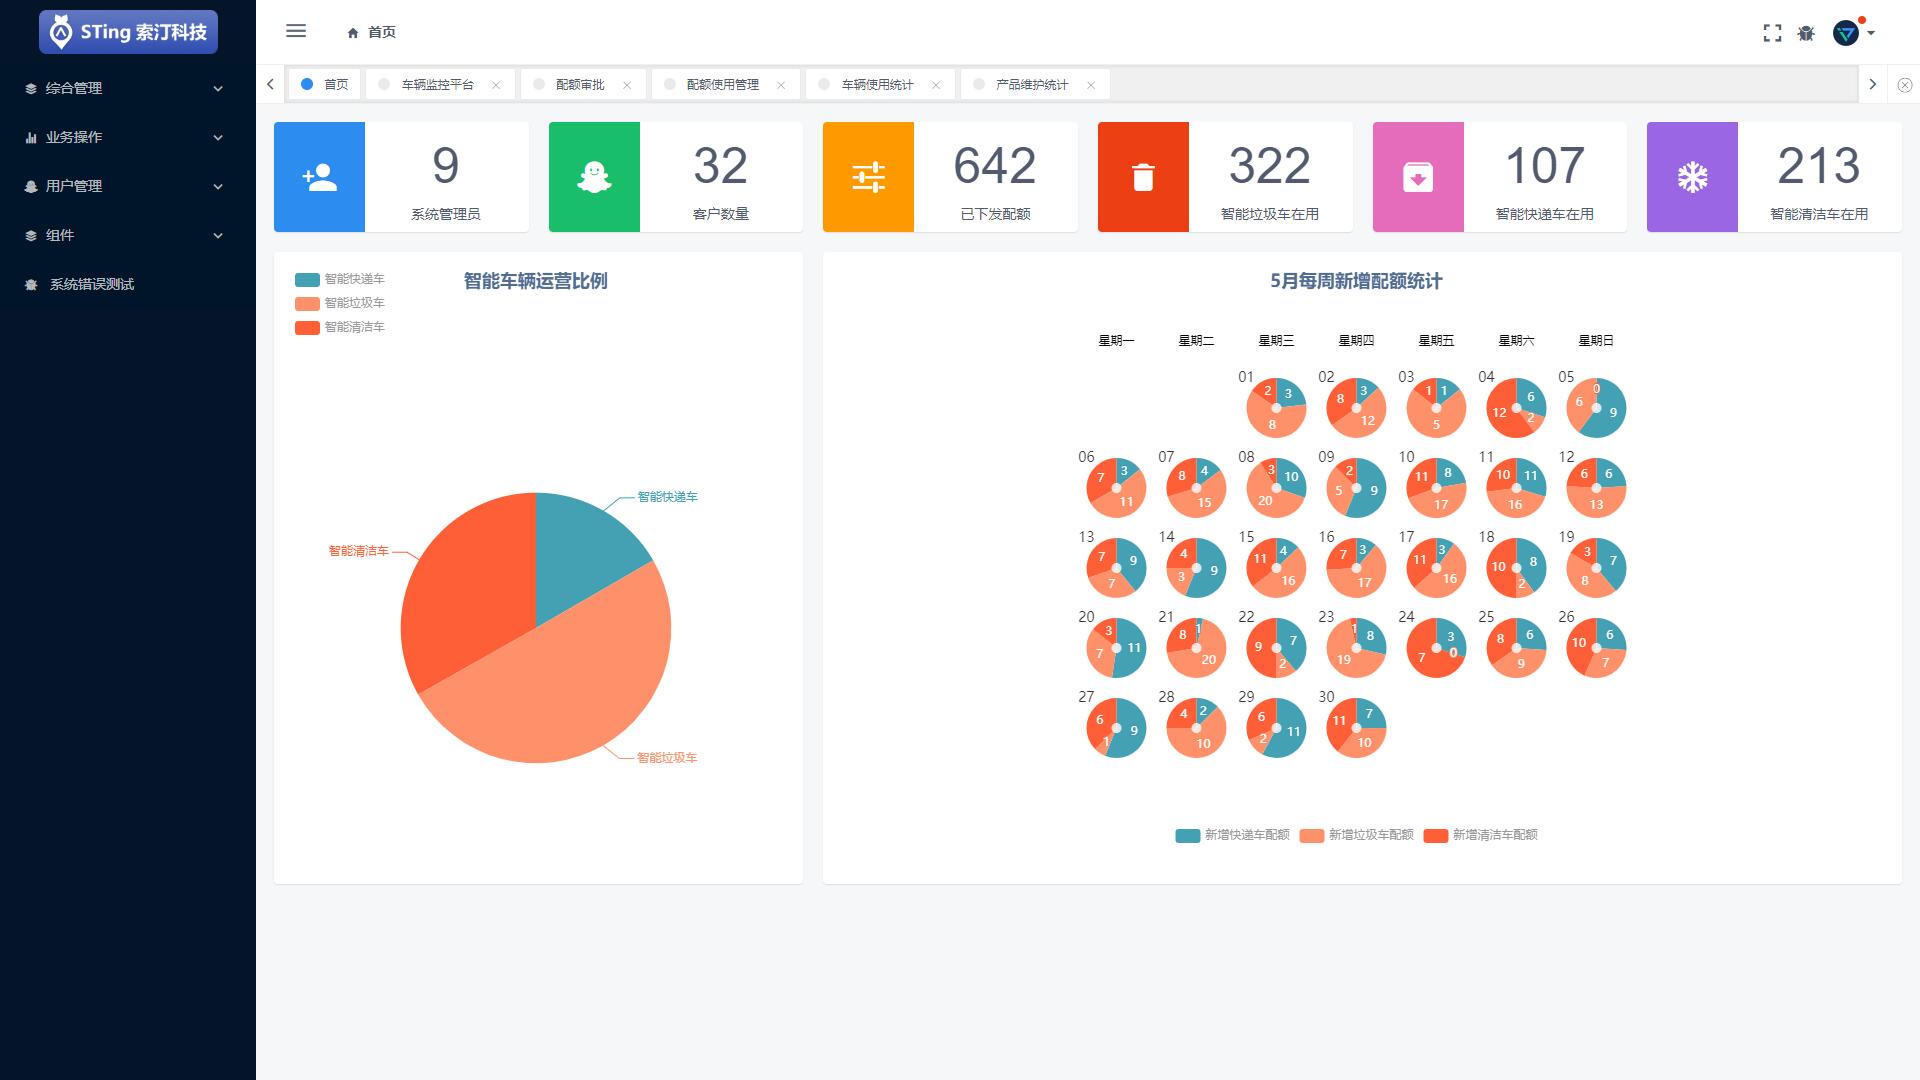 STing 索汀科技
首页
综合管理
业务操作
用户管理
组件
系统错误测试
首页 车辆监控平台 配额审批 配额使用管理 车辆使用统计 产品维护统计
9 32 642 322 107 213
系统管理员 客户数量 已下发配额 智能垃圾车在用 智能快递车在用 智能清洁车在用
智能车辆运营比例
智能快递车
智能垃圾车
智能清洁车
智能快递车
智能清洁车
智能垃圾车
5月每周新增配额统计
星期一 星期二 星期三 星期四 星期五 星期六 星期日
01 02 03 04 05
2 3 8 3 1 1 6 0
8 12 5 12 2 6 9
06 07 08 09 10 11 12
7 3 8 4 3 10 2 9 11 8 10 11 6 6
11 15 20 5 17 16 13
13 14 15 16 17 18 19
7 9 4 9 11 4 7 3 11 3 10 8 3 7
7 3 16 17 16 2 8
20 21 22 23 24 25 26
3 11 8 1 9 7 1 8 3 0 8 6 10 6
7 20 2 19 7 9 7
27 28 29 30
6 9 4 2 6 11 11 7
1 10 2 10
新增快递车配额 新增垃圾车配额 新增清洁车配额